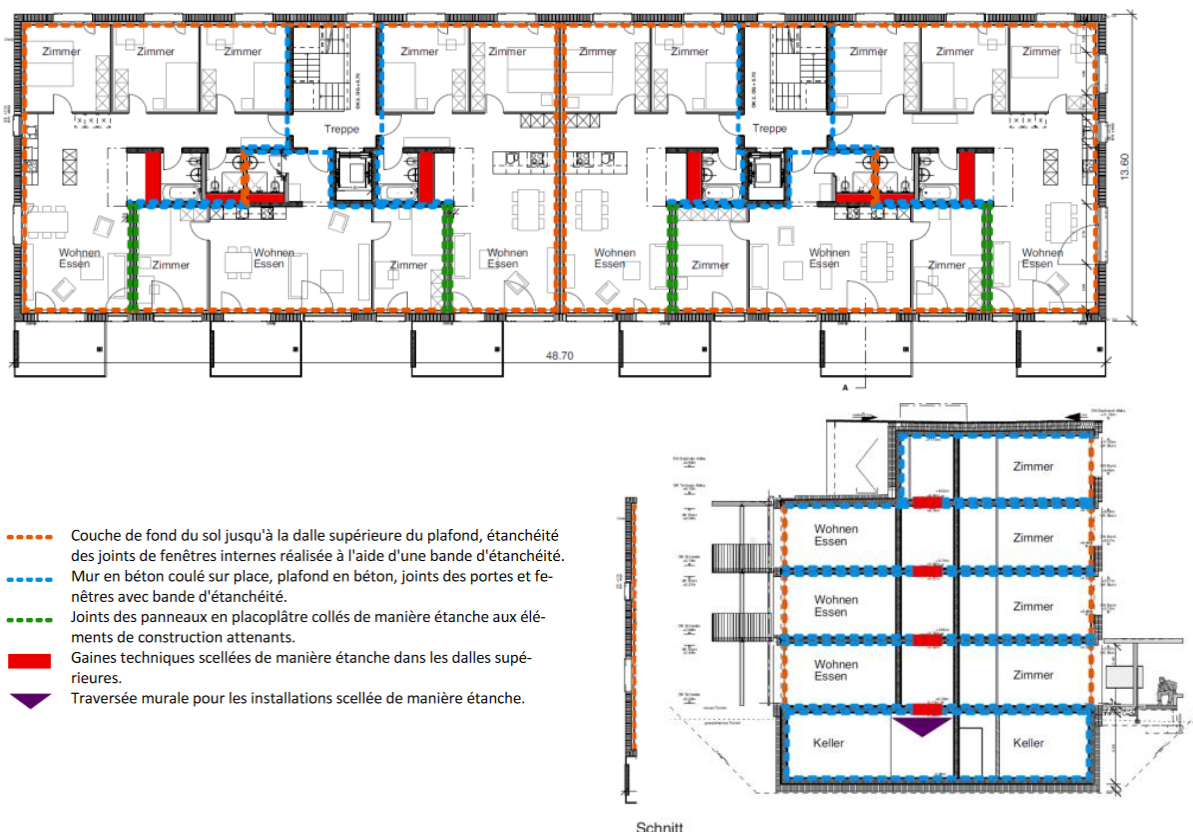 Zimmer Zimmer Zimmer Zimmer Zimmer Zimmer Zimmer Zimmer Zimmer Zimmer
Treppe Treppe
13.60
Wohnen Essen
Zimmer
Wohnen Essen
Zimmer
Wohnen Essen
Wohnen Essen
Zimmer
Wohnen Essen
Zimmer
Wohnen Essen
48.70
A
Zimmer
Wohnen Essen
Zimmer
Wohnen Essen
Zimmer
Wohnen Essen
Zimmer
Keller Keller
Schnitt
Couche de fond du sol jusqu'à la dalle supérieure du plafond, étanchéité
des joints de fenêtres internes réalisée à l'aide d'une bande d'étanchéité.
Mur en béton coulé sur place, plafond en béton, joints des portes et fe-
nêtres avec bande d'étanchéité.
Joints des panneaux en placoplâtre collés de manière étanche aux élé-
ments de construction attenants.
Gaines techniques scellées de manière étanche dans les dalles supé-
rieures.
Traversée murale pour les installations scellée de manière étanche.